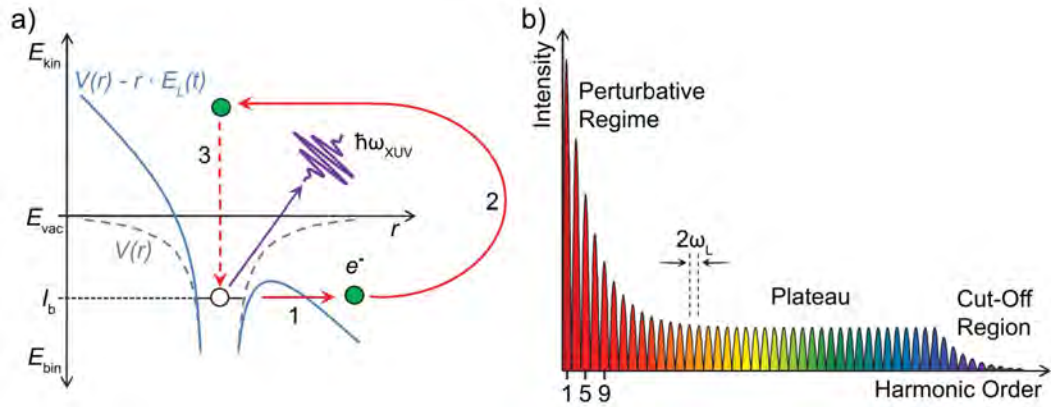 a)
E_kin
V(r) - r · E_L(t)
3
ħω_XUV
2
E_vac
r
V(r)
e⁻
I_b
1
E_bin
b)
Intensity
Perturbative
Regime
2ω_L
Plateau
Cut-Off
Region
1 5 9
Harmonic Order